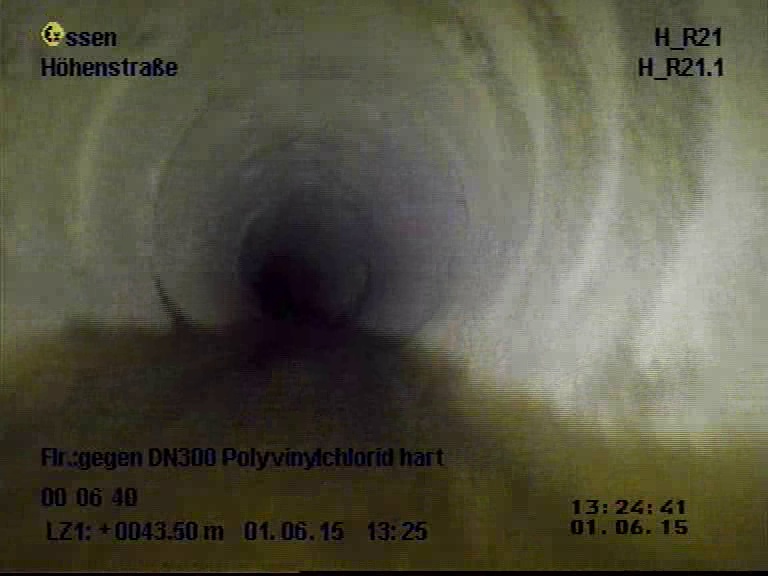 Essen
H_R21
Höhenstraße
H_R21.1
Flr.:gegen DN300 Polyvinylchlorid hart
00 06 40
13:24:41
LZ1: +0043.50 m 01.06.15 13:25
01.06.15